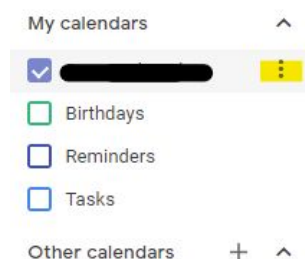 My calendars
Birthdays
Reminders
Tasks
Other calendars